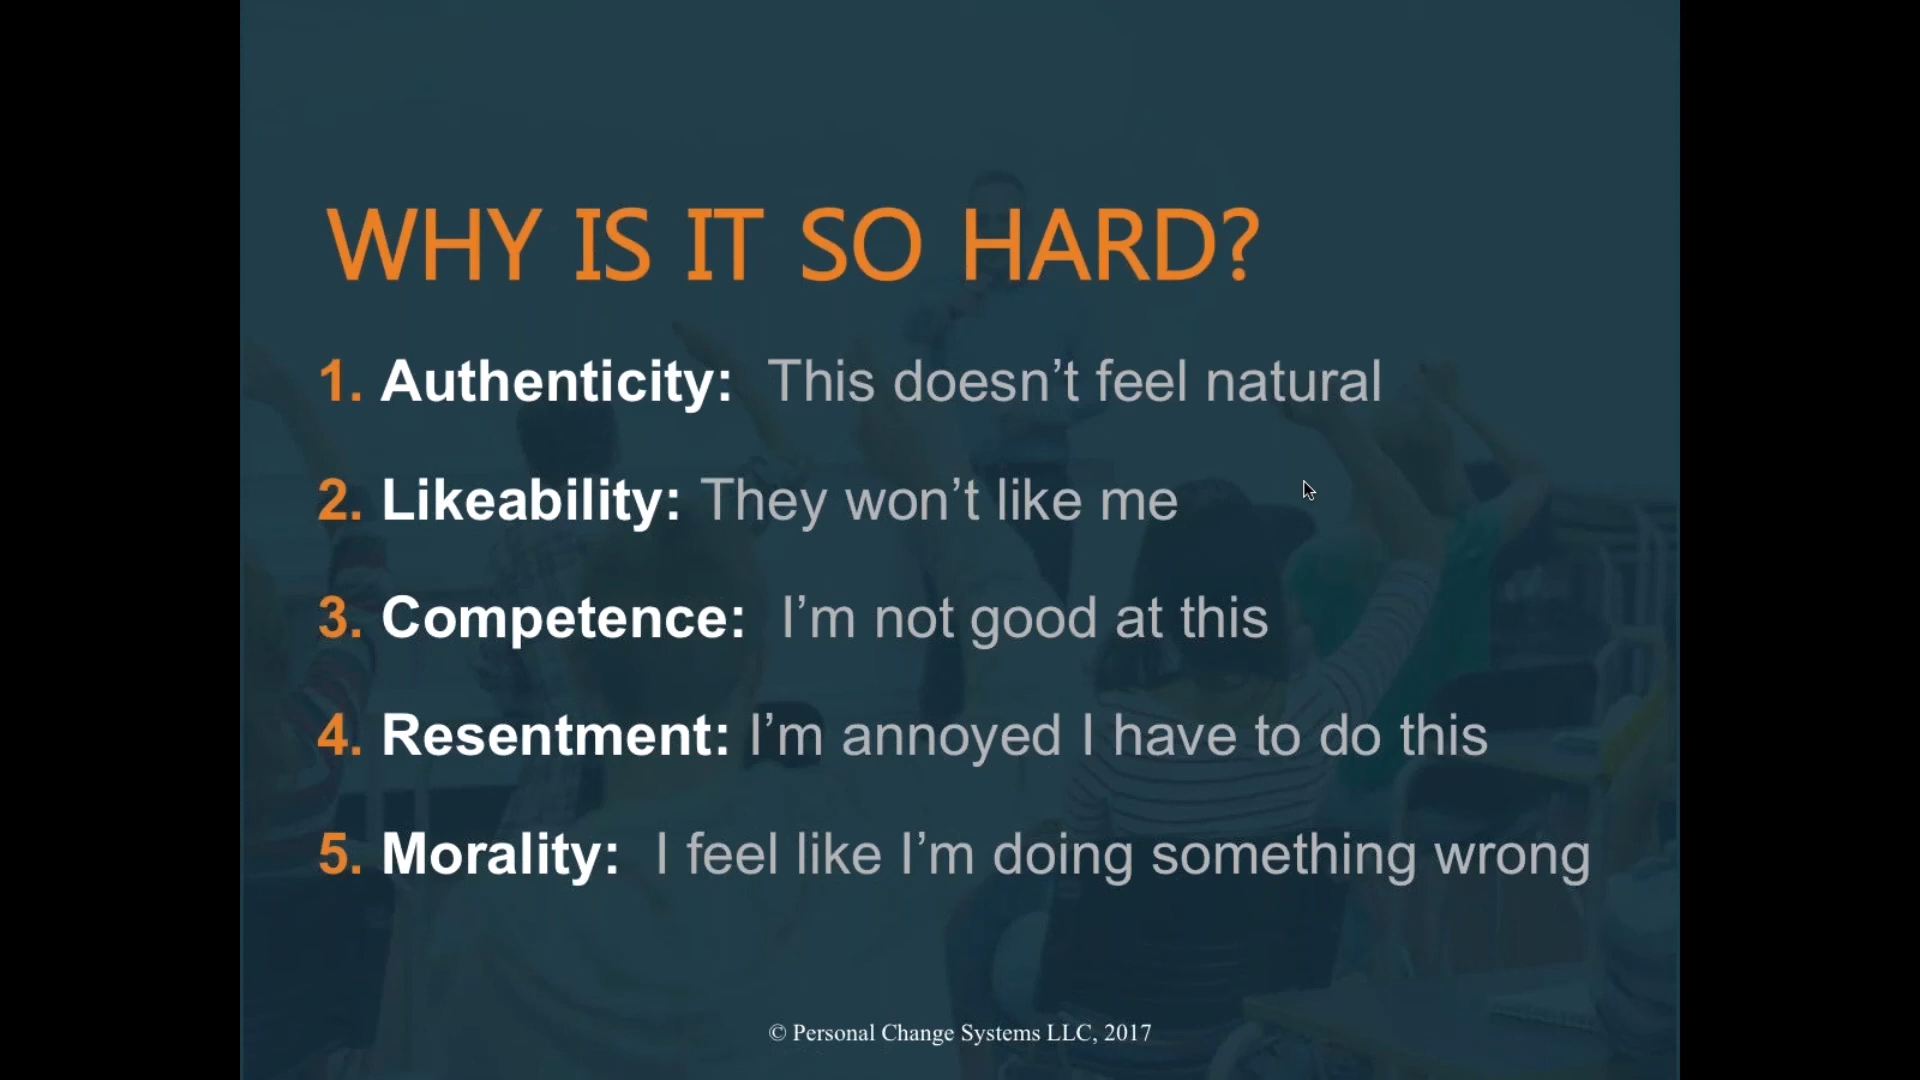 WHY IS IT SO HARD?
1. Authenticity: This doesn’t feel natural
2. Likeability: They won’t like me
3. Competence: I’m not good at this
4. Resentment: I’m annoyed I have to do this
5. Morality: I feel like I’m doing something wrong
© Personal Change Systems LLC, 2017